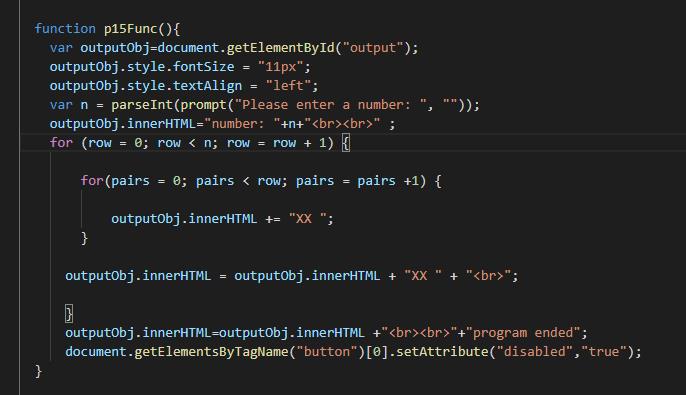 function p15Func(){
var outputObj=document.getElementById("output");
outputObj.style.fontSize = "11px";
outputObj.style.textAlign = "left";
var n = parseInt(prompt("Please enter a number: ", ""));
outputObj.innerHTML="number: "+n+"<br><br>" ;
for (row = 0; row < n; row = row + 1) {
for(pairs = 0; pairs < row; pairs = pairs +1) {
outputObj.innerHTML += "XX ";
}
outputObj.innerHTML = outputObj.innerHTML + "XX " + "<br>";
}
outputObj.innerHTML=outputObj.innerHTML +"<br><br>"+"program ended";
document.getElementsByTagName("button")[0].setAttribute("disabled","true");
}